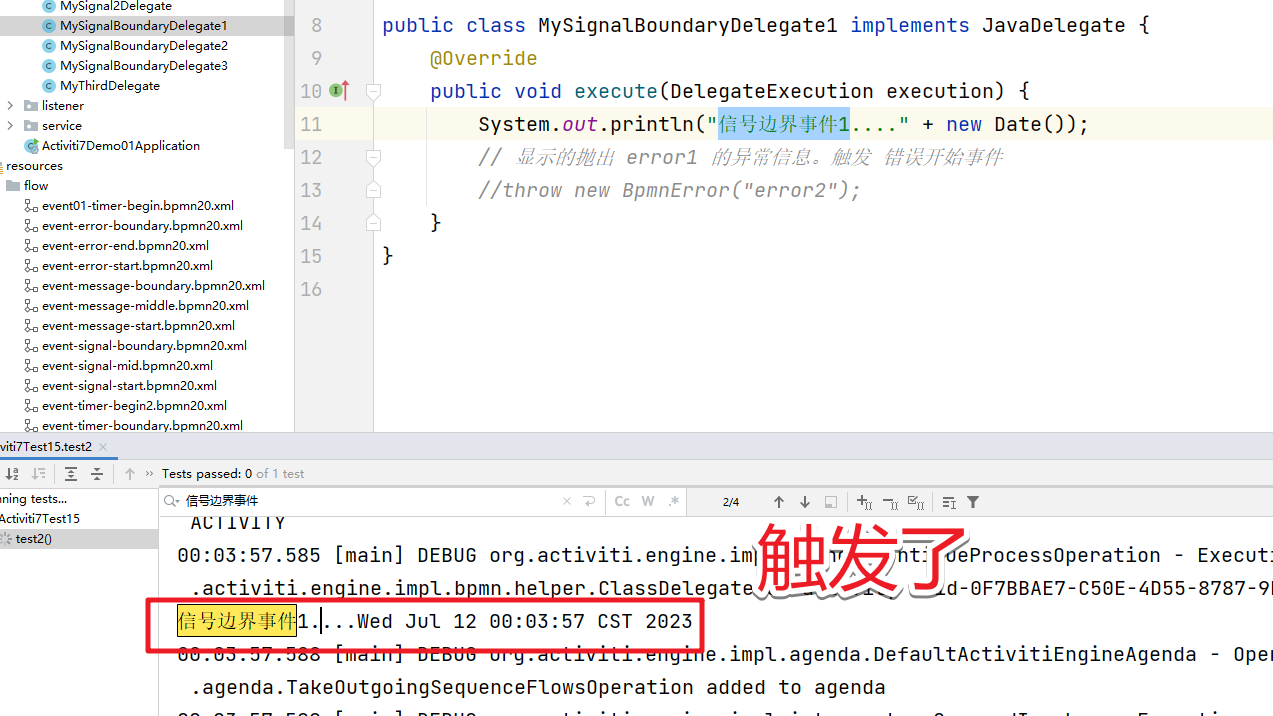 MySignal2Delegate
MySignalBoundaryDelegate1
MySignalBoundaryDelegate2
MySignalBoundaryDelegate3
MyThirdDelegate
listener
service
Activiti7Demo01Application
resources
flow
event01-timer-begin.bpmn20.xml
event-error-boundary.bpmn20.xml
event-error-end.bpmn20.xml
event-error-start.bpmn20.xml
event-message-boundary.bpmn20.xml
event-message-middle.bpmn20.xml
event-message-start.bpmn20.xml
event-signal-boundary.bpmn20.xml
event-signal-mid.bpmn20.xml
event-signal-start.bpmn20.xml
event-timer-begin2.bpmn20.xml
event-timer-boundary.bpmn20.xml
8 public class MySignalBoundaryDelegate1 implements JavaDelegate {
9 @Override
10 public void execute(DelegateExecution execution) {
11 System.out.println("信号边界事件1...." + new Date());
12 // 显示的抛出 error1 的异常信息。触发 错误开始事件
13 //throw new BpmnError("error2");
14 }
15 }
16
viti7Test15.test2
Tests passed: 0 of 1 test
nning tests...
Activiti7Test15
test2()
信号边界事件 Cc W .* 2/4
ACTIVITY
触发了
00:03:57.585 [main] DEBUG org.activiti.engine.imp eProcessOperation - Executi
.activiti.engine.impl.bpmn.helper.ClassDelegate id-0F7BBAE7-C50E-4D55-8787-9
信号边界事件1....Wed Jul 12 00:03:57 CST 2023
00:03:57.588 [main] DEBUG org.activiti.engine.impl.agenda.DefaultActivitiEngineAgenda - Oper
.agenda.TakeOutgoingSequenceFlowsOperation added to agenda